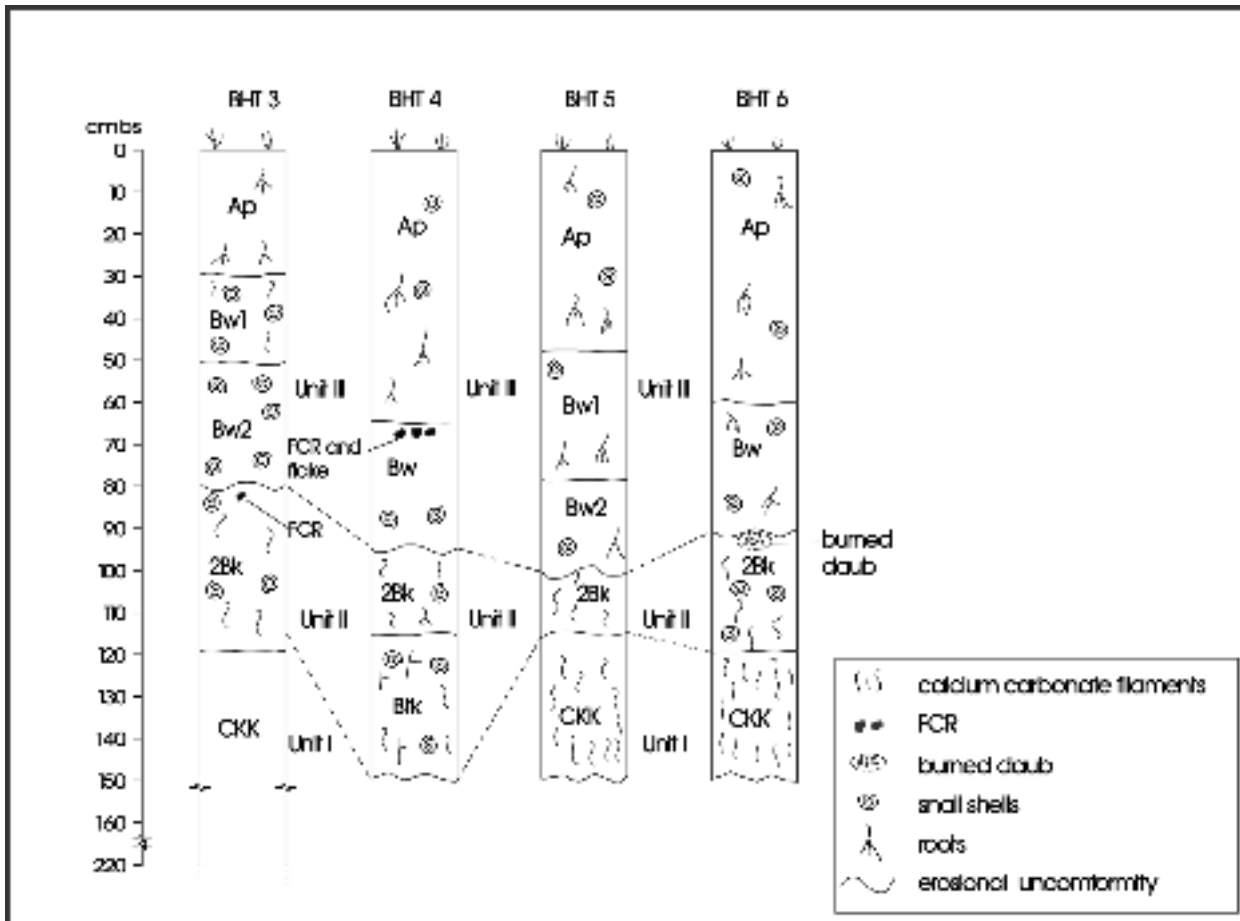 BHT 3 BHT 4 BHT 5 BHT 6
cmbs
0
10
20
30
40
50
60
70
80
90
100
110
120
130
140
150
160
220
Ap
Bw1
Bw2
2Bk
CKK
Unit III
FCR and
flake
FCR
Unit II
Unit I
Ap
Bw
2Bk
Btk
Unit III
Unit II
Ap
Bw1
Bw2
2Bk
CKK
Unit III
Unit II
Unit I
Ap
Bw
2Bk
CKK
burned
daub
calcium carbonate filaments
FCR
burned daub
snail shells
roots
erosional uncomformity